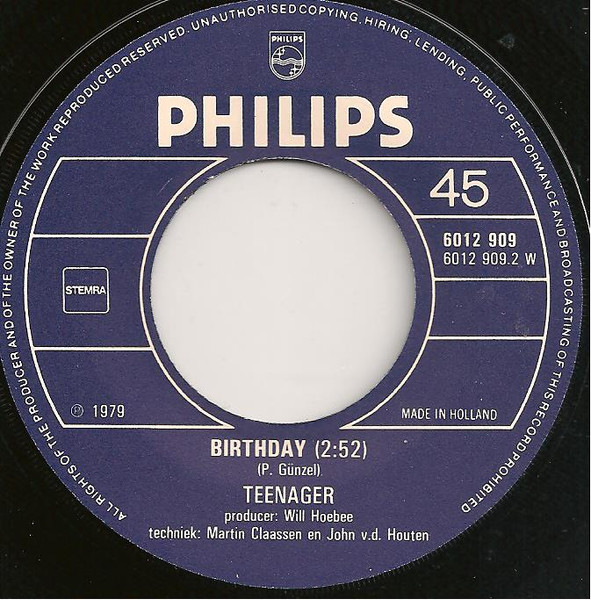 ALL RIGHTS OF THE PRODUCER AND OF THE OWNER OF THE WORK REPRODUCED RESERVED. UNAUTHORISED COPYING, HIRING, LENDING, PUBLIC PERFORMANCE AND BROADCASTING OF THIS RECORD PROHIBITED
PHILIPS
PHILIPS
45
6012 909
6012 909.2 W
STEMRA
℗ 1979
MADE IN HOLLAND
BIRTHDAY (2:52)
(P. Günzel)
TEENAGER
producer: Will Hoebee
techniek: Martin Claassen en John v.d. Houten